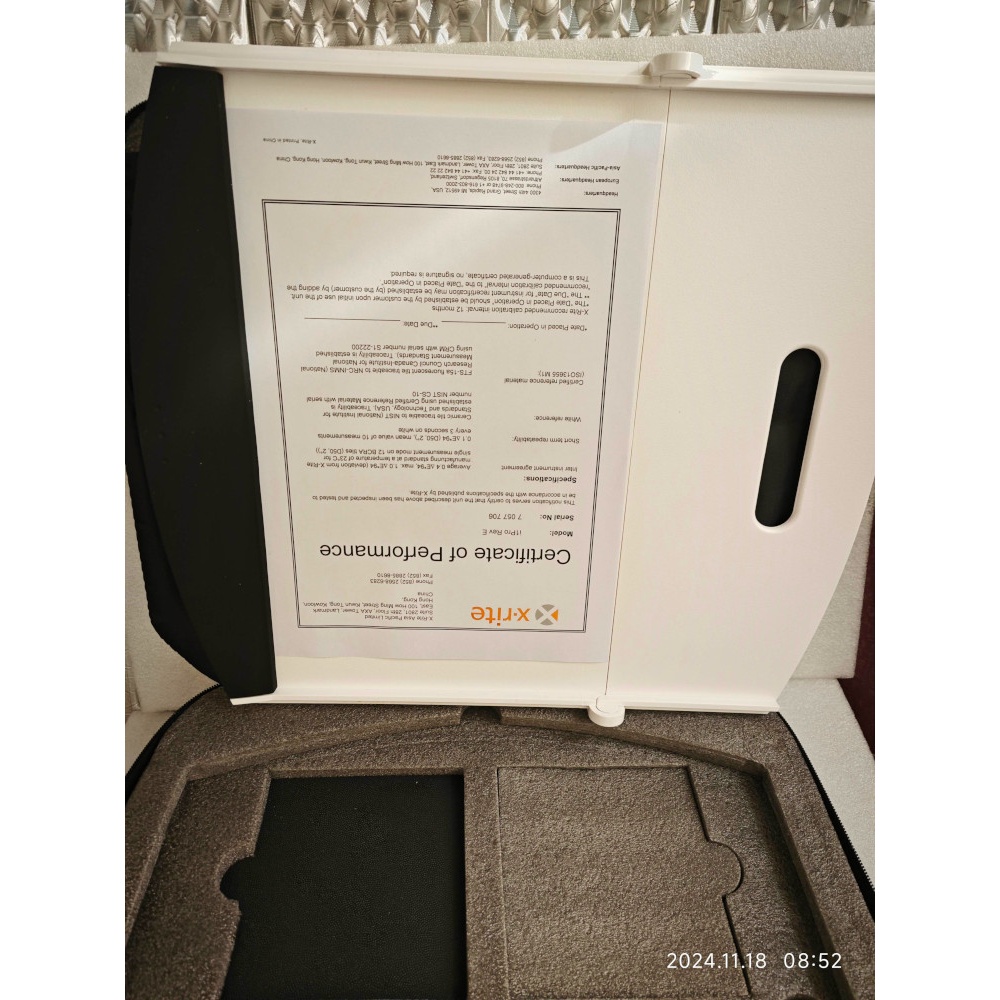 x·rite
X-Rite Asia Pacific Limited
Suite 2801, 28th Floor, AXA Tower, Landmark
East, 100 How Ming Street, Kwun Tong, Kowloon,
Hong Kong,
China
Phone (852) 2568-6283
Fax (852) 2885-8610
Certificate of Performance
Model: i1Pro Rev E
Serial No: 7 057 706
This notification serves to certify that the unit described above has been inspected and tested to
be in accordance with the specifications published by X-Rite.
Specifications:
Inter instrument agreement Average 0.4 ΔE*94, max. 1.0 ΔE*94 (deviation from X-Rite
manufacturing standard at a temperature of 23°C for
single measurement mode on 12 BCRA tiles (D50, 2°))
Short term repeatability: 0.1 ΔE*94 (D50, 2°), mean value of 10 measurements
every 3 seconds on white
White reference: Ceramic tile traceable to NIST (National Institute for
Standards and Technology, USA). Traceability is
established using Certified Reference Material with serial
number NIST CS-10
Certified reference material FTS-15a fluorescent tile traceable to NRC-INMS (National
(ISO13655 M1): Research Council Canada-Institute for National
Measurement Standards). Traceability is established
using CRM with serial number S1-22200
*Date Placed in Operation: **Due Date:
X-Rite recommended calibration interval: 12 months
*The "Date Placed in Operation" should be established by the customer upon initial use of the unit.
** The "Due Date" for instrument recertification may be established (by the customer) by adding the
"recommended calibration interval" to the "Date Placed in Operation".
This is a computer-generated certificate, no signature required.
Headquarters: 4300 44th Street, Grand Rapids, MI 49512 USA,
Phone 800-248-9748 or +1 616-803-2000
European Headquarters: Althardstrasse 70, 8105 Regensdorf, Switzerland,
Phone +41 44 842 24 00 Fax +41 44 842 22 22
Asia-Pacific Headquarters: Suite 2801, 28th Floor, AXA Tower, Landmark East, 100 How Ming Street, Kwun Tong, Kowloon, Hong Kong, China
Phone (852) 2568-6283, Fax (852) 2885-8610
X-Rite, Printed in China
2024.11.18 08:52